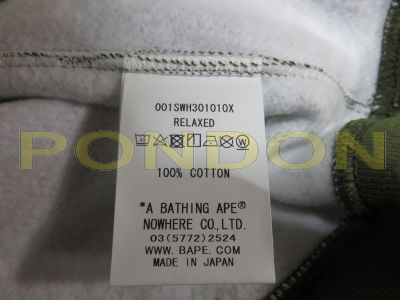 001SWH301010X
RELAXED
PONDON
100% COTTON
*A BATHING APE®
NOWHERE CO.,LTD.
03(5772)2524
WWW.BAPE.COM
MADE IN JAPAN